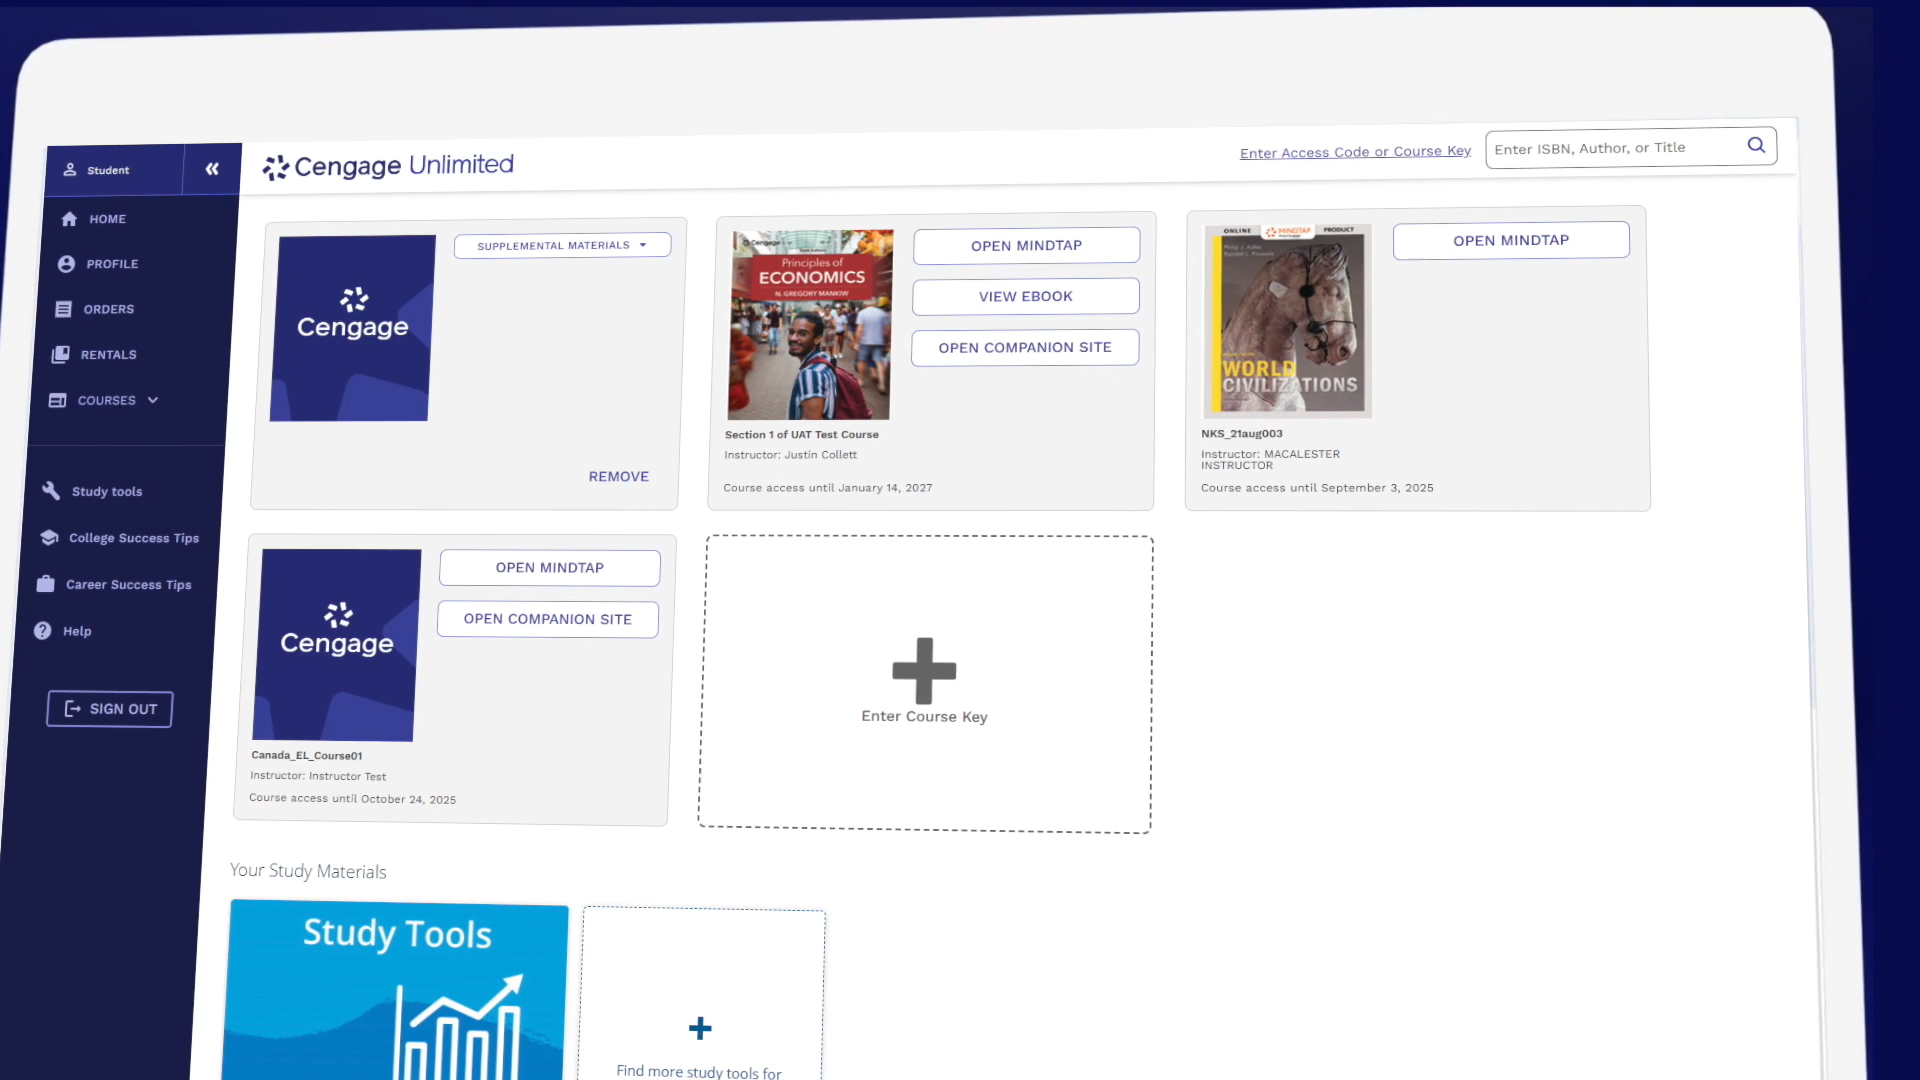 Student
«
Cengage Unlimited
Enter Access Code or Course Key
Enter ISBN, Author, or Title
HOME
PROFILE
ORDERS
RENTALS
COURSES
Study tools
College Success Tips
Career Success Tips
Help
SIGN OUT
Cengage
SUPPLEMENTAL MATERIALS
REMOVE
Cengage
Principles of
ECONOMICS
N. GREGORY MANKIW
OPEN MINDTAP
VIEW EBOOK
OPEN COMPANION SITE
Section 1 of UAT Test Course
Instructor: Justin Collett
Course access until January 14, 2027
ONLINE MINDTAP PRODUCT
Philip J. Adler
Randall L. Pouwels
WORLD
CIVILIZATIONS
OPEN MINDTAP
NKS_21aug003
Instructor: MACALESTER
INSTRUCTOR
Course access until September 3, 2025
Cengage
OPEN MINDTAP
OPEN COMPANION SITE
Canada_EL_Course01
Instructor: Instructor Test
Course access until October 24, 2025
Enter Course Key
Your Study Materials
Study Tools
Find more study tools for